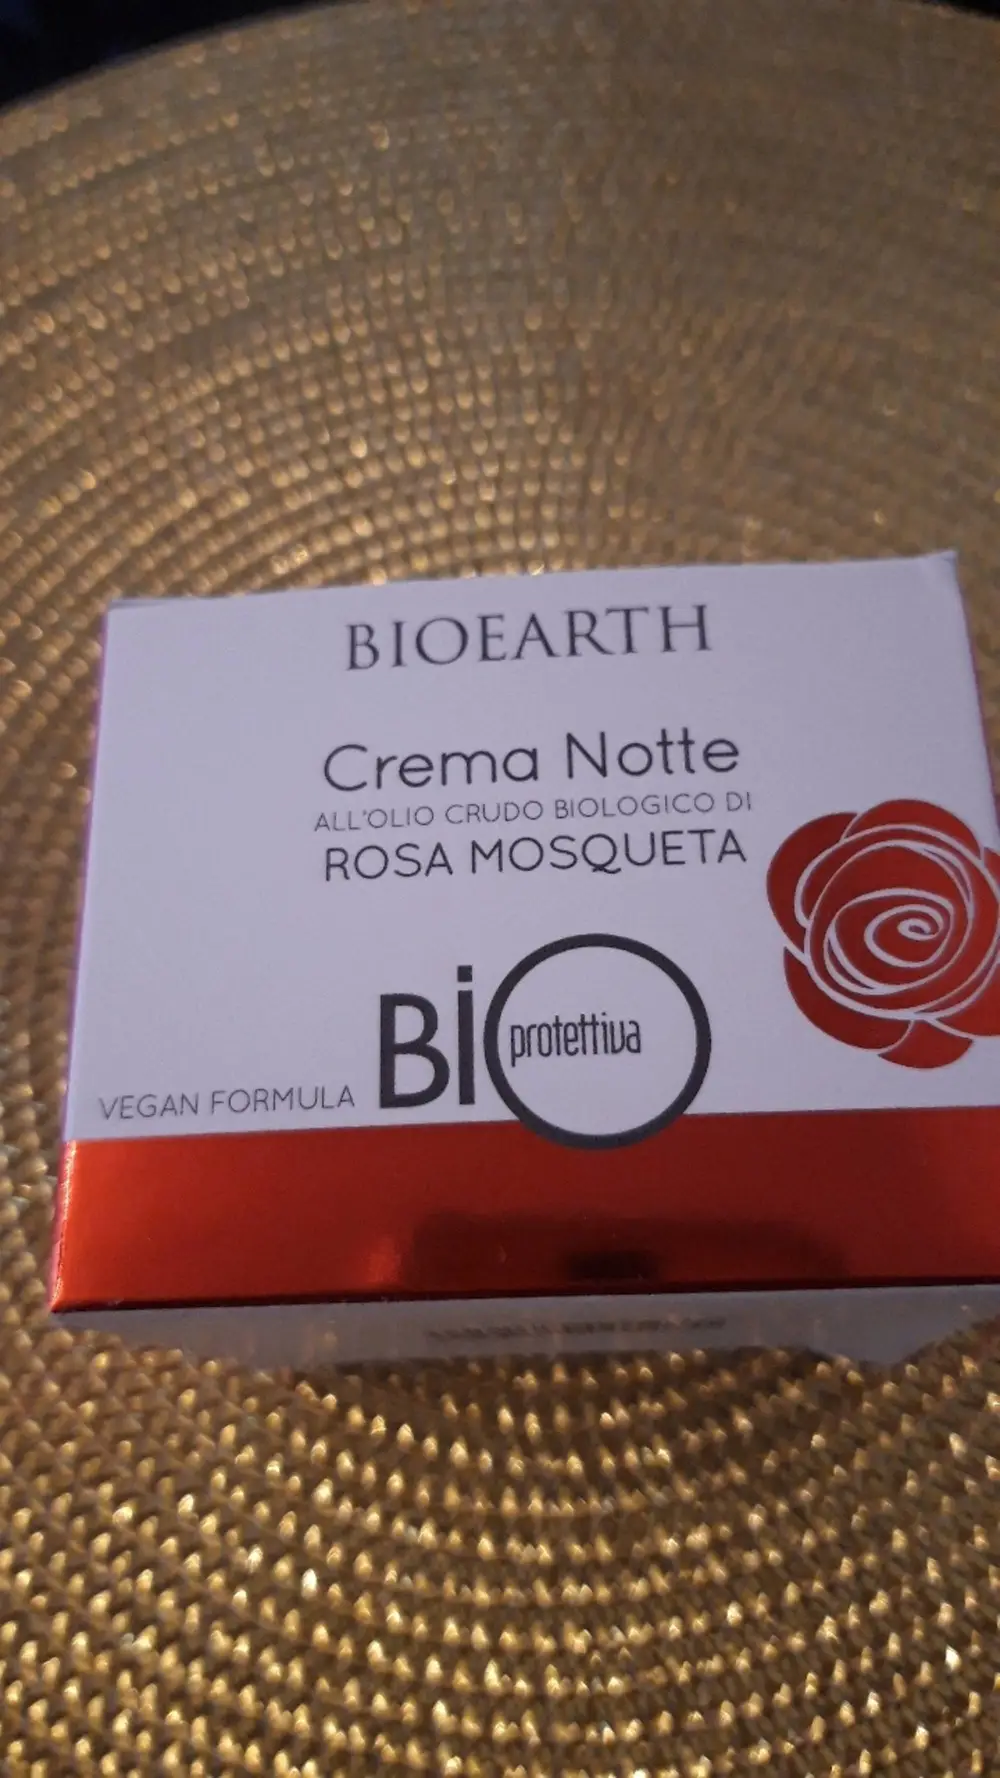 BIOEARTH
Crema Notte
ALL'OLIO CRUDO BIOLOGICO DI
ROSA MOSQUETA
BiO
protettiva
VEGAN FORMULA